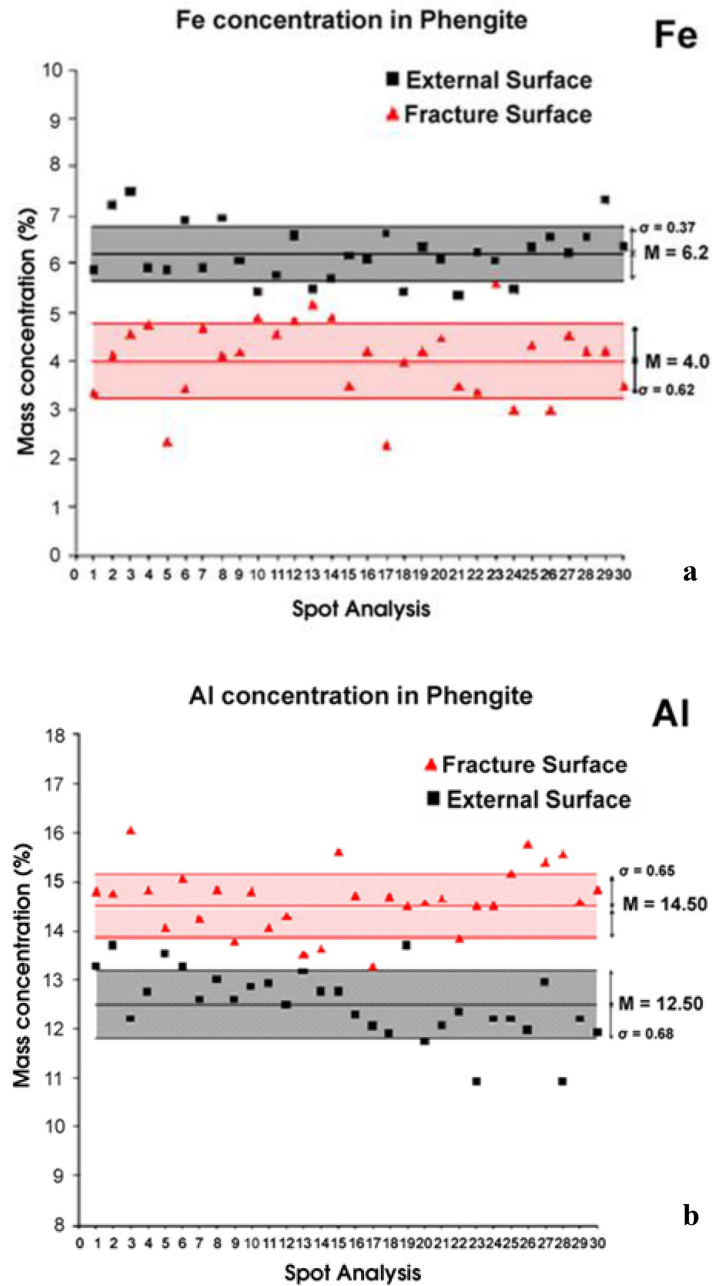 Fe concentration in Phengite
Fe
10
9
8
7
6
5
4
3
2
1
0
Mass concentration (%)
External Surface
Fracture Surface
σ = 0.37
M = 6.2
M = 4.0
σ = 0.62
0 1 2 3 4 5 6 7 8 9 10 11 12 13 14 15 16 17 18 19 20 21 22 23 24 25 26 27 28 29 30
Spot Analysis
a
Al concentration in Phengite
Al
18
17
16
15
14
13
12
11
10
9
8
Mass concentration (%)
Fracture Surface
External Surface
σ = 0.65
M = 14.50
M = 12.50
σ = 0.68
0 1 2 3 4 5 6 7 8 9 10 11 12 13 14 15 16 17 18 19 20 21 22 23 24 25 26 27 28 29 30
Spot Analysis
b